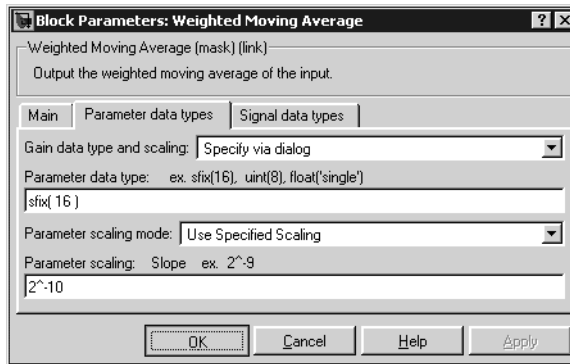 Block Parameters: Weighted Moving Average
Weighted Moving Average (mask) (link)
Output the weighted moving average of the input.
Main Parameter data types Signal data types
Gain data type and scaling: Specify via dialog
Parameter data type: ex. sfix(16), uint(8), float('single')
sfix( 16 )
Parameter scaling mode: Use Specified Scaling
Parameter scaling: Slope ex. 2^-9
2^-10
OK Cancel Help Apply